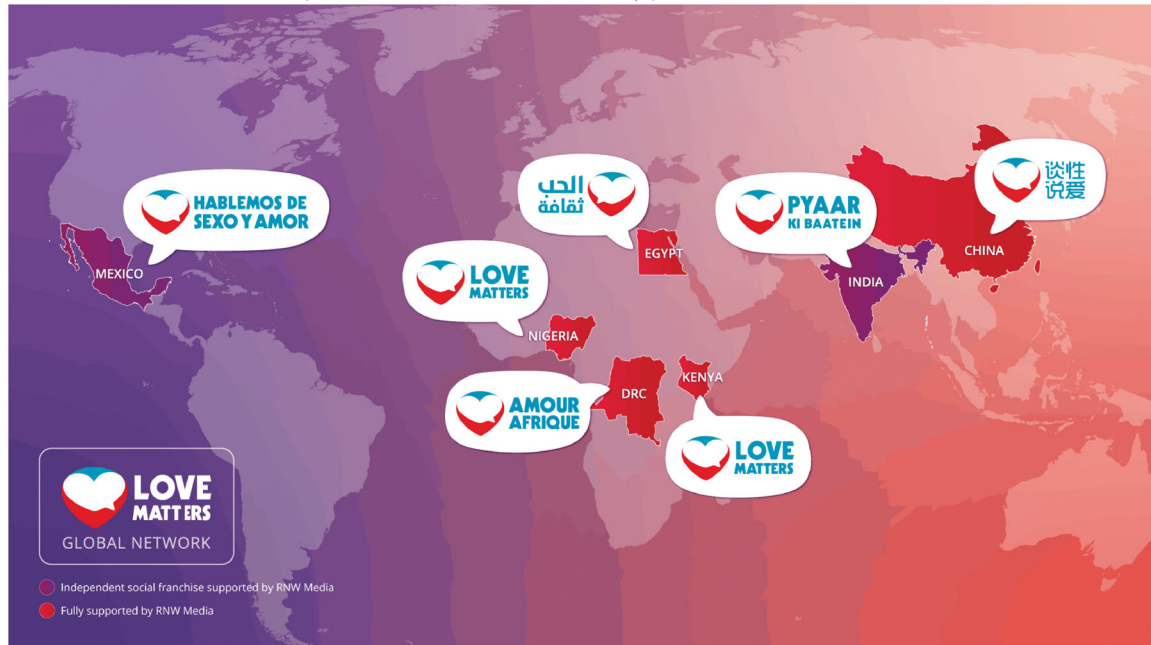 HABLEMOS DE
SEXO Y AMOR
MEXICO
الحب
ثقافة
EGYPT
PYAAR
KI BAATEIN
INDIA
谈性
说爱
CHINA
LOVE
MATTERS
NIGERIA
AMOUR
AFRIQUE
DRC
KENYA
LOVE
MATTERS
LOVE
MATTERS
GLOBAL NETWORK
Independent social franchise supported by RNW Media
Fully supported by RNW Media